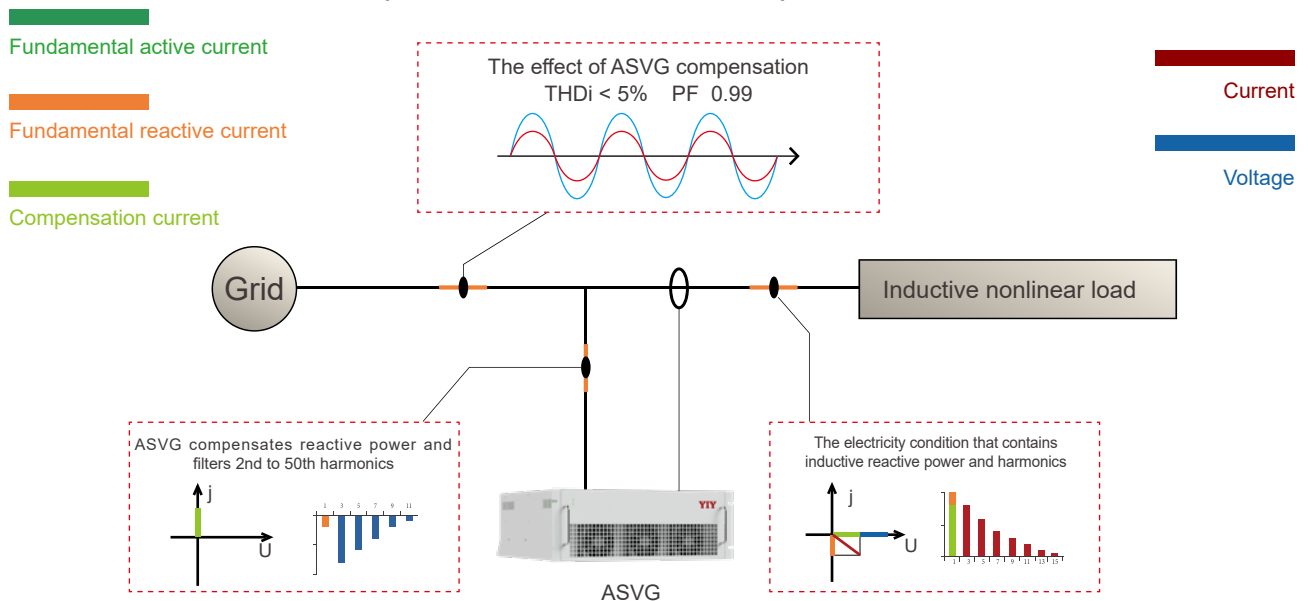 Fundamental active current
Fundamental reactive current
Compensation current
The effect of ASVG compensation
THDi < 5% PF 0.99
Current
Voltage
Grid
Inductive nonlinear load
ASVG compensates reactive power and
filters 2nd to 50th harmonics
j
U
1 3 5 7 9 11
YIY
ASVG
The electricity condition that contains
inductive reactive power and harmonics
j
U
1 3 5 7 9 11 13 15